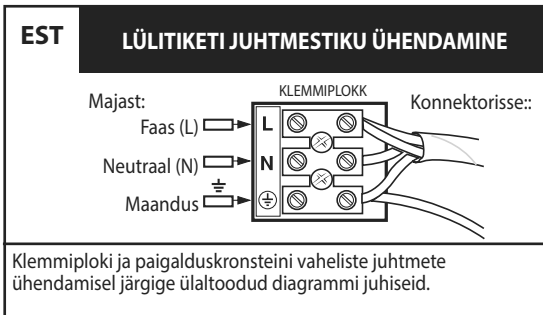 EST
LÜLITIKETI JUHTMESTIKU ÜHENDAMINE
KLEMMIPLOKK
Majast:
Konnektorisse::
Faas (L)
L
Neutraal (N)
N
Maandus
Klemmiploki ja paigalduskronsteini vaheliste juhtmete
ühendamisel järgige ülaltoodud diagrammi juhiseid.